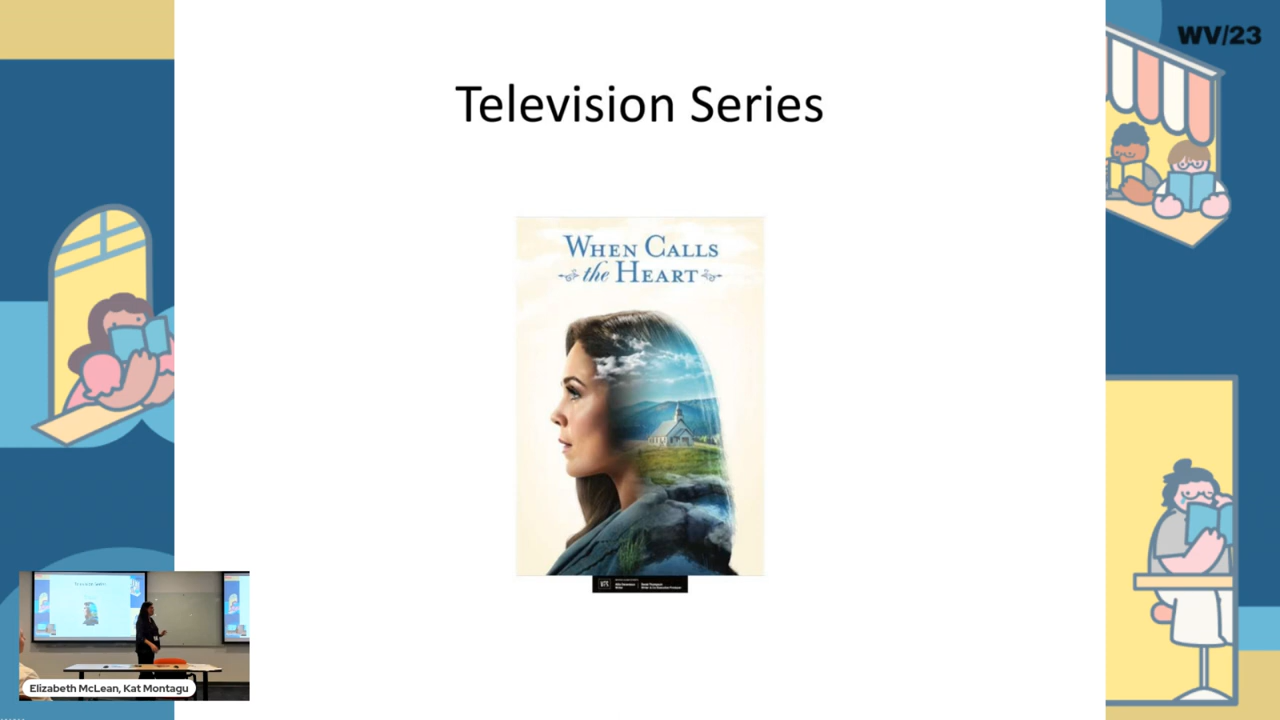 WV/23
Television Series
WHEN CALLS
the HEART
Elizabeth McLean, Kat Montagu